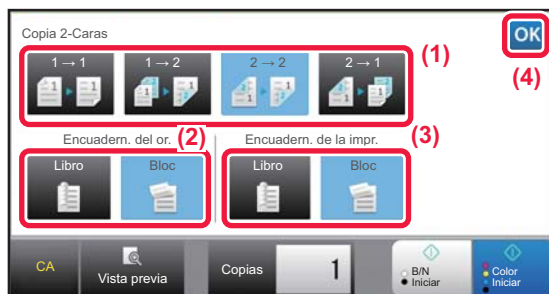 Copia 2-Caras
OK
(1)
(4)
1 → 1
1 → 2
2 → 2
2 → 1
Encuadern. del or.
(2)
Encuadern. de la impr.
(3)
Libro
Bloc
Libro
Bloc
CA
Vista previa
Copias
1
B/N
Iniciar
Color
Iniciar